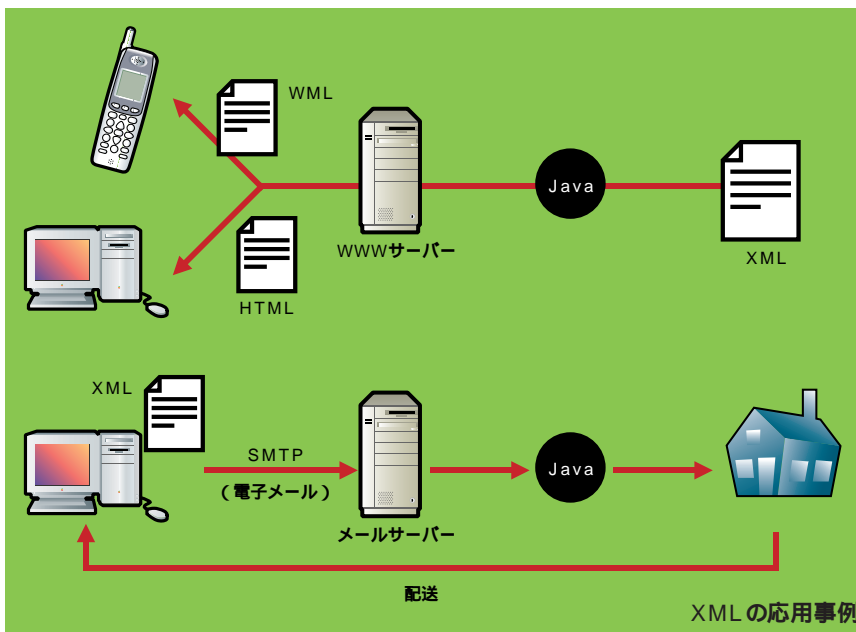 WML
Java
WWWサーバー
XML
HTML
XML
SMTP
(電子メール)
Java
メールサーバー
配送
XMLの応用事例